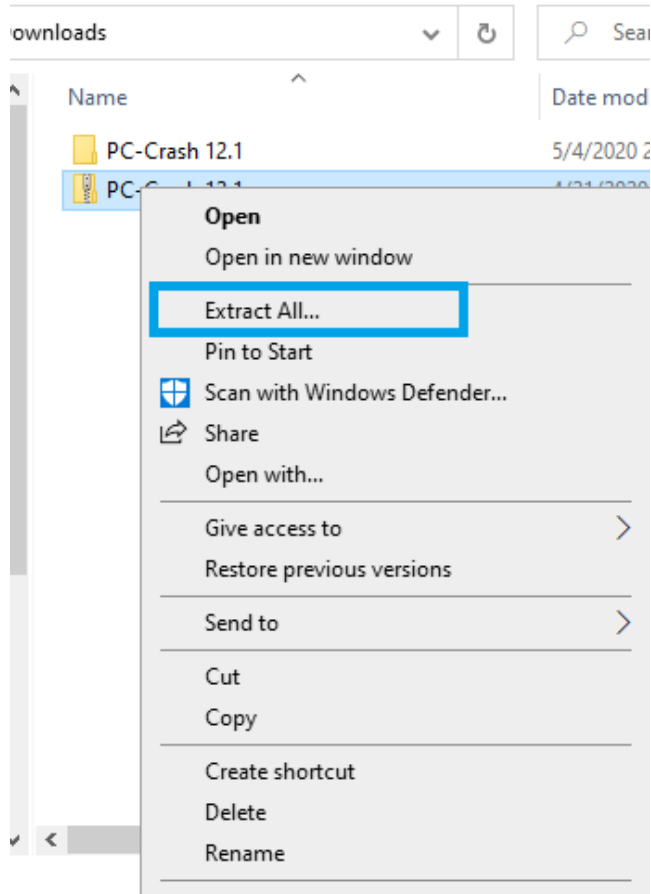 ownloads
Sear
Name
Date mod
PC-Crash 12.1
5/4/2020 2
Open
Open in new window
Extract All...
Pin to Start
Scan with Windows Defender...
Share
Open with...
Give access to
Restore previous versions
Send to
Cut
Copy
Create shortcut
Delete
Rename